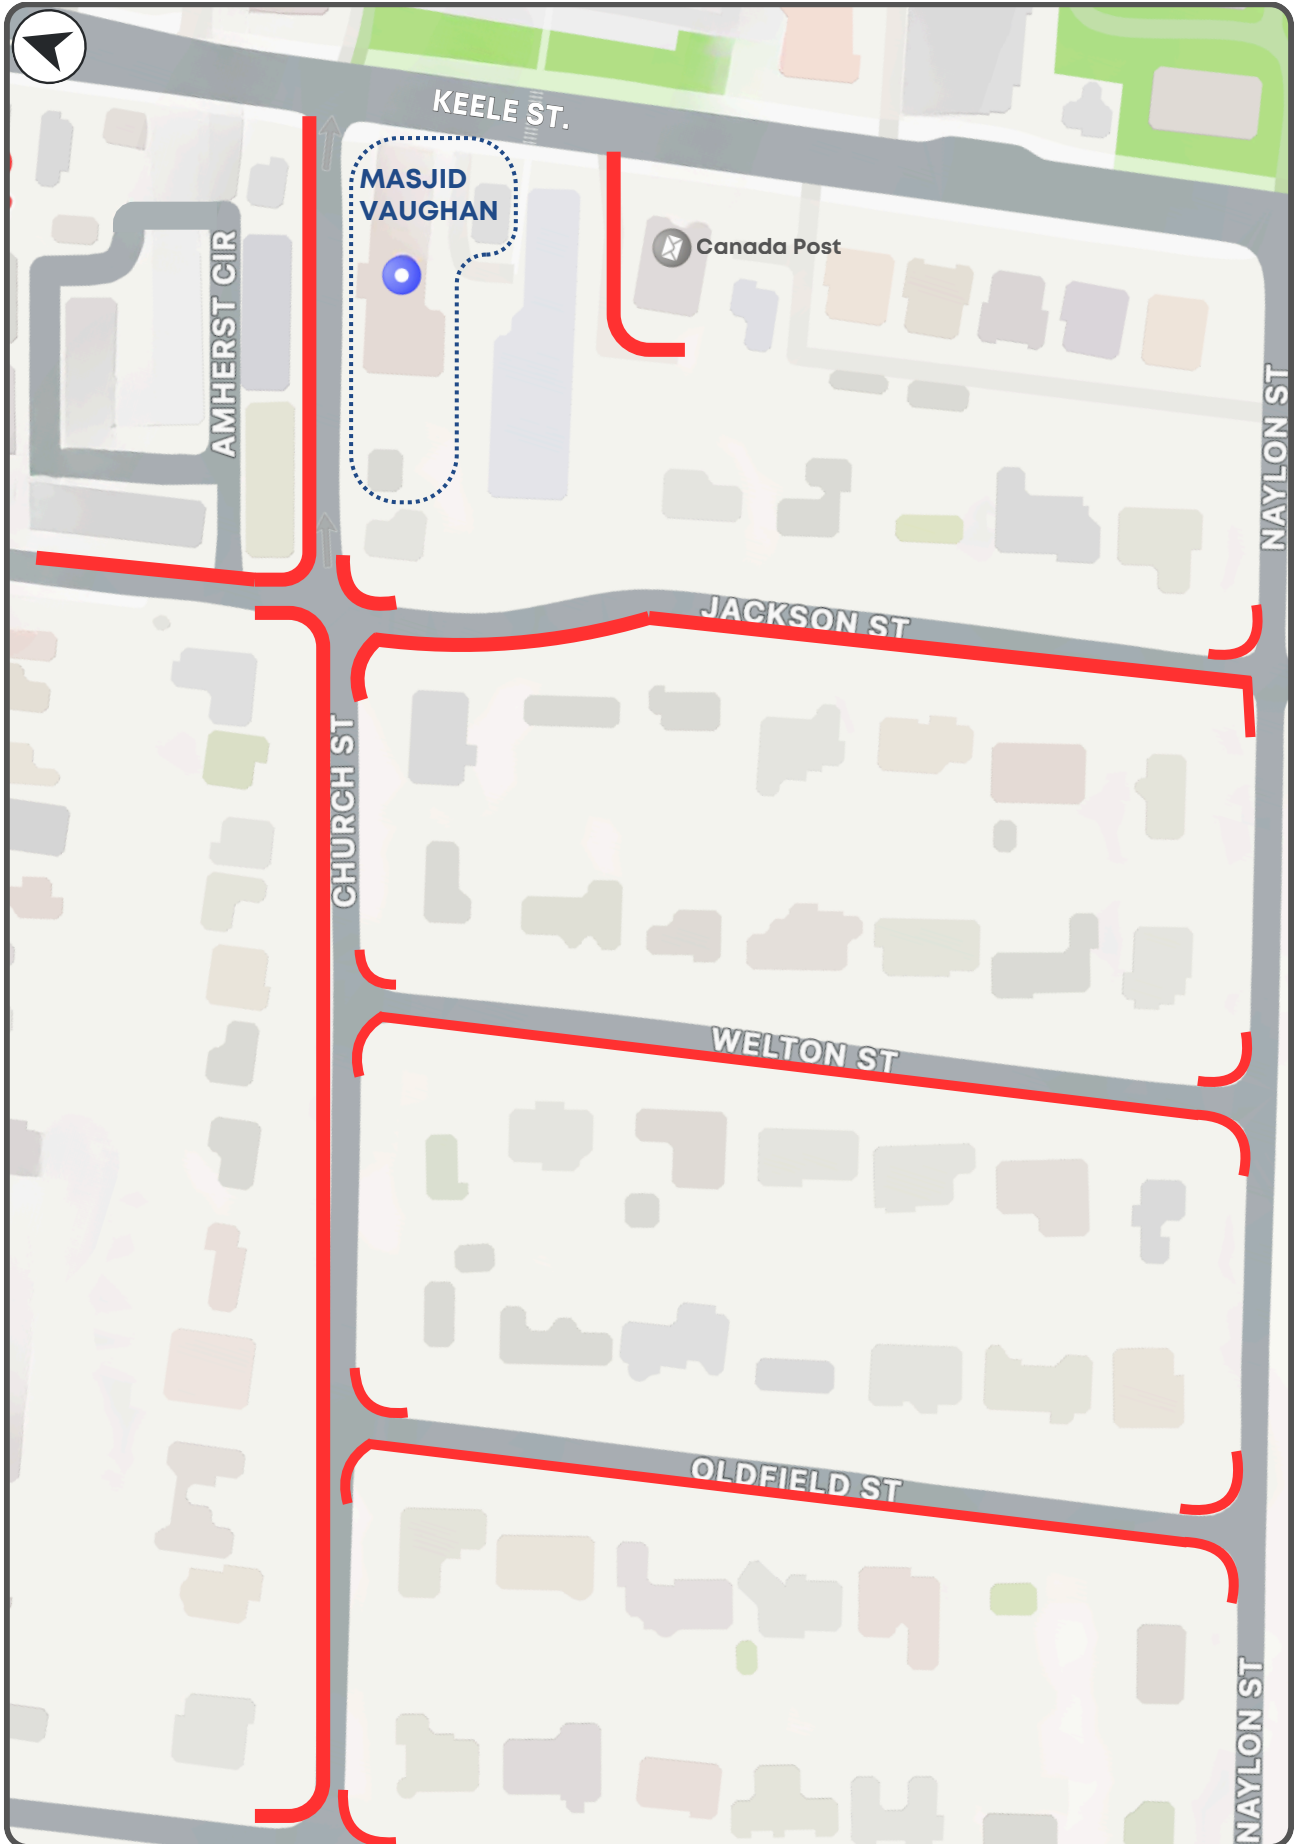 KEELE ST.
MASJID
VAUGHAN
Canada Post
AMHERST CIR
NAYLON ST
JACKSON ST
CHURCH ST
WELTON ST
OLDFIELD ST
NAYLON ST